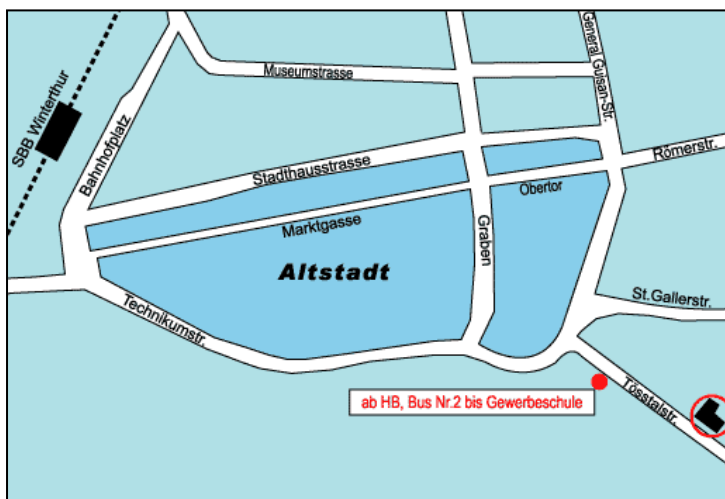 General Guisan-Str.
Museumstrasse
SBB Winterthur
Bahnhofplatz
Stadthausstrasse
Römerstr.
Obertor
Marktgasse
Graben
Altstadt
St.Gallerstr.
Technikumstr.
ab HB, Bus Nr.2 bis Gewerbeschule
Tösstalstr.